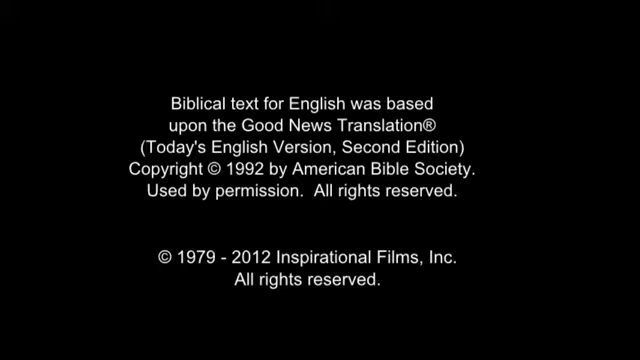 Biblical text for English was based
upon the Good News Translation®
(Today's English Version, Second Edition)
Copyright © 1992 by American Bible Society.
Used by permission.  All rights reserved.
© 1979 - 2012 Inspirational Films, Inc.
All rights reserved.